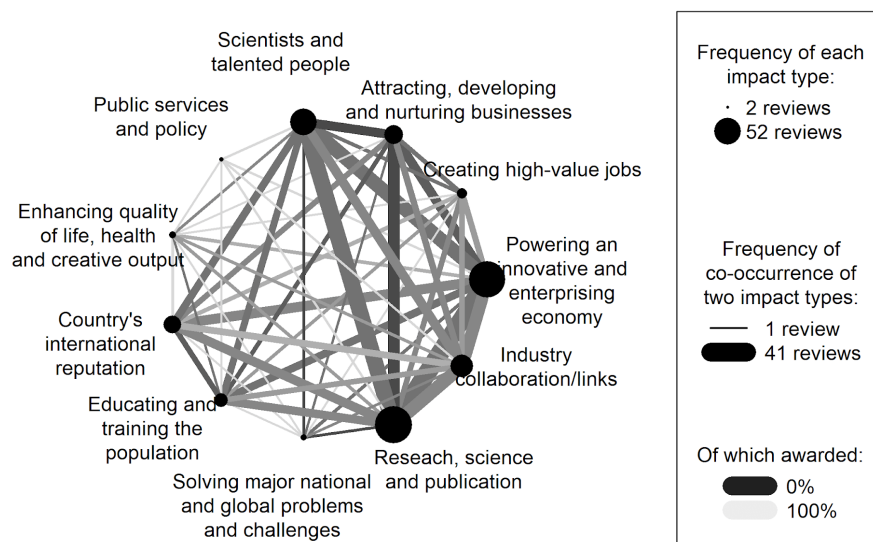 Scientists and
talented people
Attracting, developing
and nurturing businesses
Public services
and policy
Creating high-value jobs
Enhancing quality
of life, health
and creative output
Powering an
innovative and
enterprising
economy
Country's
international
reputation
Industry
collaboration/links
Educating and
training the
population
Reseach, science
and publication
Solving major national
and global problems
and challenges
Frequency of each
impact type:
2 reviews
52 reviews
Frequency of
co-occurrence of
two impact types:
1 review
41 reviews
Of which awarded:
0%
100%